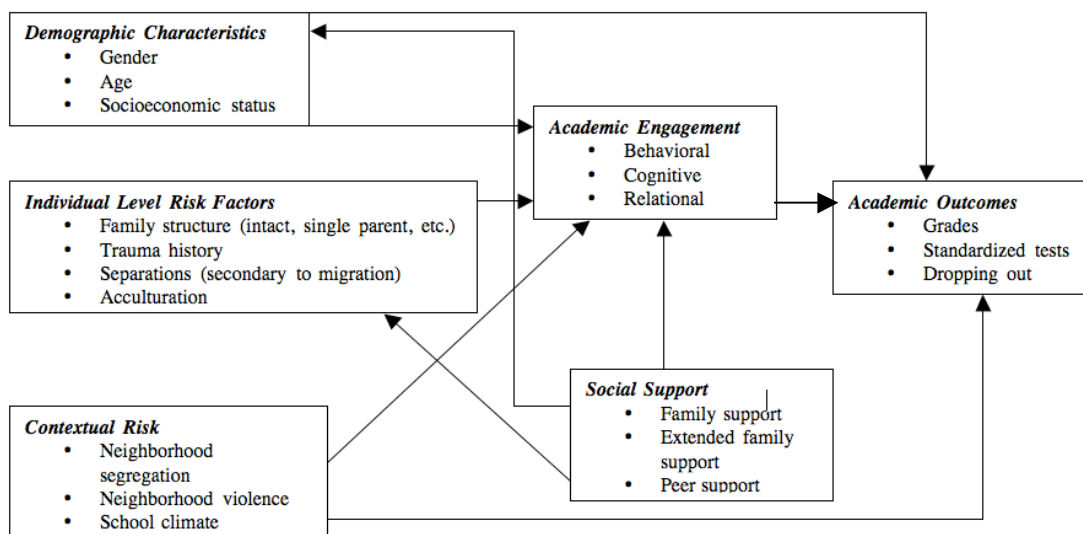 Demographic Characteristics
• Gender
• Age
• Socioeconomic status
Academic Engagement
• Behavioral
• Cognitive
• Relational
Individual Level Risk Factors
• Family structure (intact, single parent, etc.)
• Trauma history
• Separations (secondary to migration)
• Acculturation
Academic Outcomes
• Grades
• Standardized tests
• Dropping out
Social Support
• Family support
• Extended family
support
• Peer support
Contextual Risk
• Neighborhood
segregation
• Neighborhood violence
• School climate